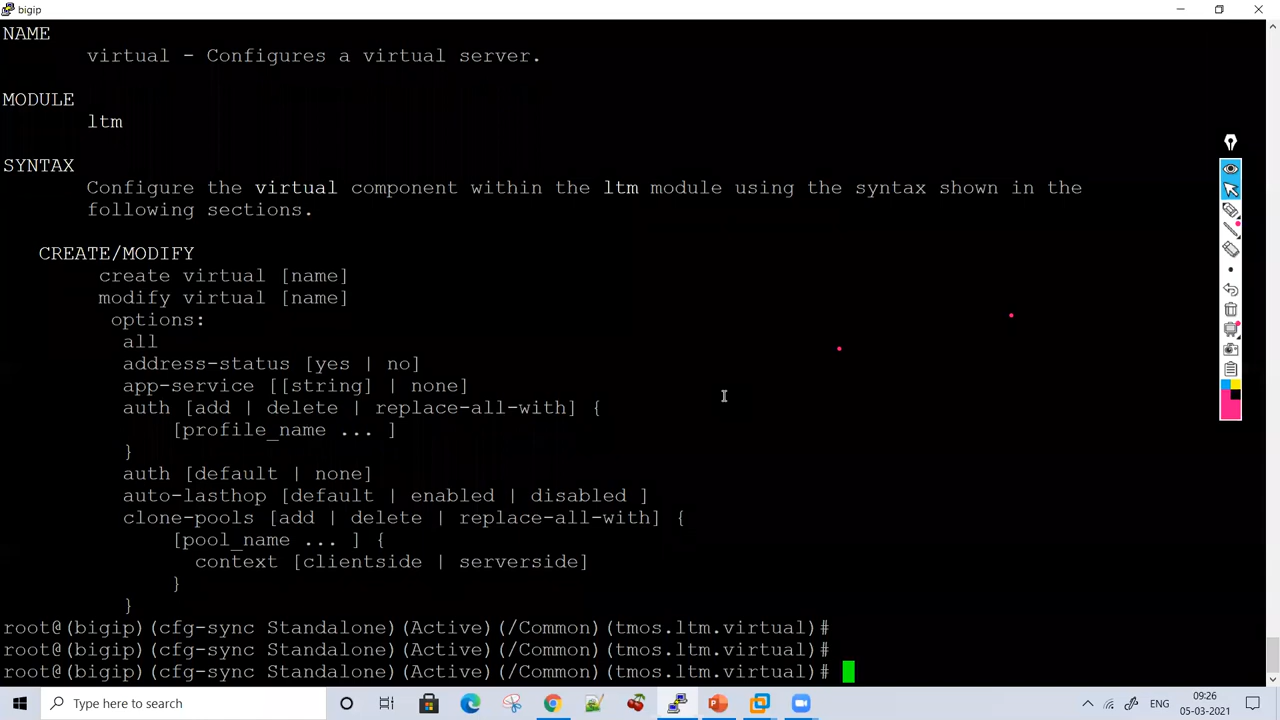 bigip
NAME
virtual - Configures a virtual server.
MODULE
ltm
SYNTAX
Configure the virtual component within the ltm module using the syntax shown in the
following sections.
CREATE/MODIFY
create virtual [name]
modify virtual [name]
options:
all
address-status [yes | no]
app-service [[string] | none]
auth [add | delete | replace-all-with] {
[profile_name ... ]
}
auth [default | none]
auto-lasthop [default | enabled | disabled ]
clone-pools [add | delete | replace-all-with] {
[pool_name ... ] {
context [clientside | serverside]
}
}
root@(bigip)(cfg-sync Standalone)(Active)(/Common)(tmos.ltm.virtual)#
root@(bigip)(cfg-sync Standalone)(Active)(/Common)(tmos.ltm.virtual)#
root@(bigip)(cfg-sync Standalone)(Active)(/Common)(tmos.ltm.virtual)#
Type here to search
ENG
09:26
05-03-2021